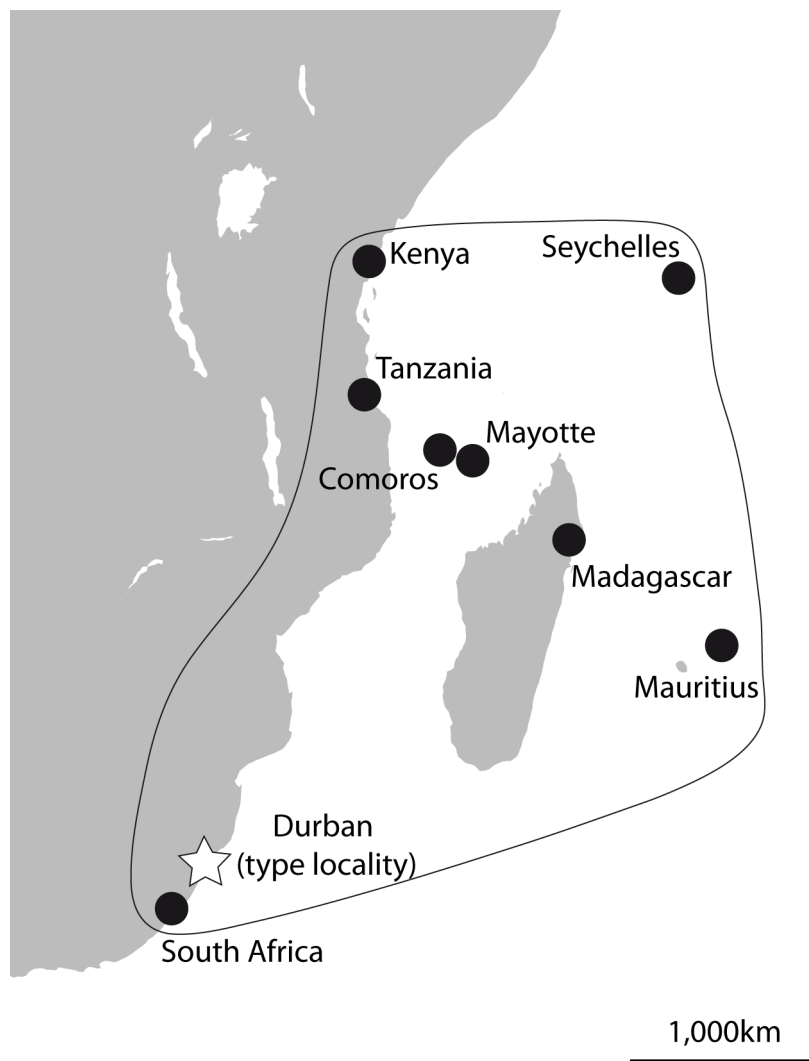 Kenya
Seychelles
Tanzania
Mayotte
Comoros
Madagascar
Mauritius
Durban
(type locality)
South Africa
1,000km